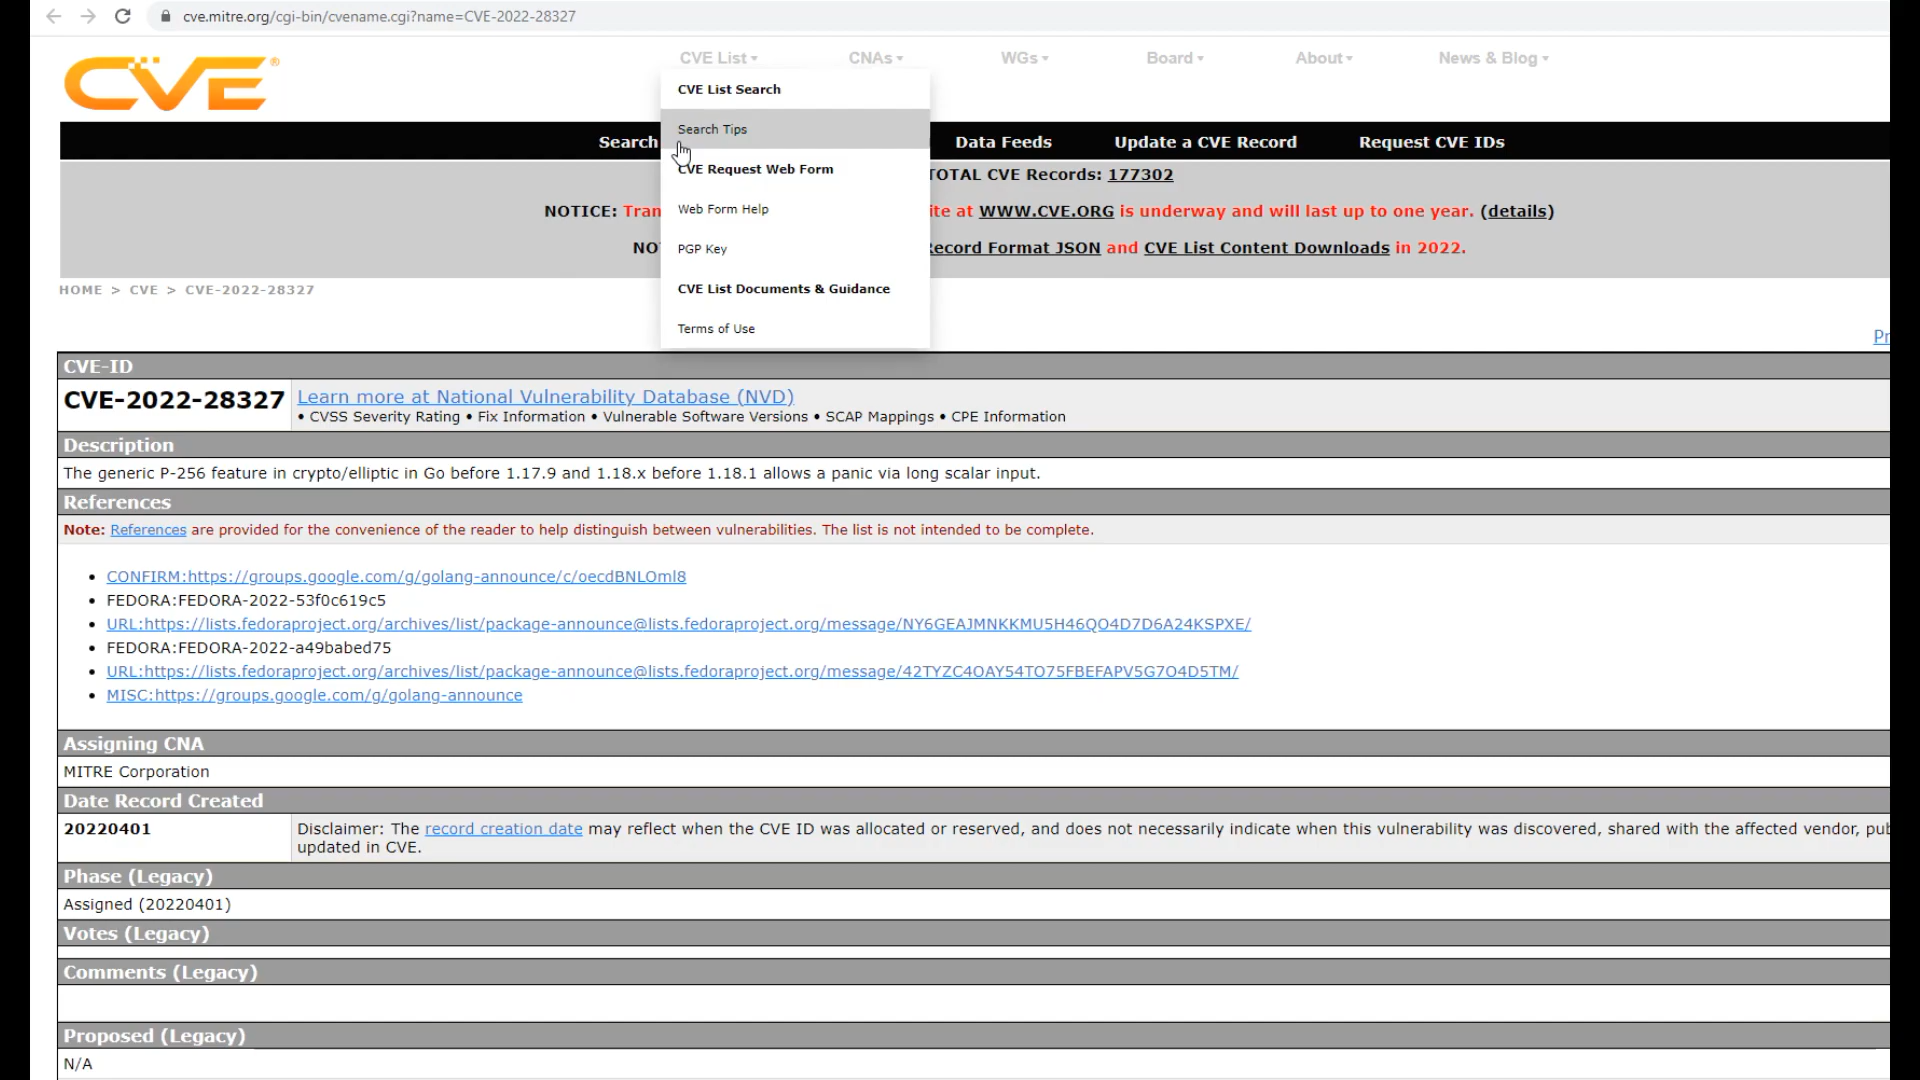 cve.mitre.org/cgi-bin/cvename.cgi?name=CVE-2022-28327
CVE®
CVE List CNAs WGs Board About News & Blog
CVE List Search
Search Tips
CVE Request Web Form
Web Form Help
PGP Key
CVE List Documents & Guidance
Terms of Use
Search Data Feeds Update a CVE Record Request CVE IDs
TOTAL CVE Records: 177302
NOTICE: Tran ite at WWW.CVE.ORG is underway and will last up to one year. (details)
NO Record Format JSON and CVE List Content Downloads in 2022.
HOME > CVE > CVE-2022-28327
Pr
CVE-ID
CVE-2022-28327 Learn more at National Vulnerability Database (NVD)
• CVSS Severity Rating • Fix Information • Vulnerable Software Versions • SCAP Mappings • CPE Information
Description
The generic P-256 feature in crypto/elliptic in Go before 1.17.9 and 1.18.x before 1.18.1 allows a panic via long scalar input.
References
Note: References are provided for the convenience of the reader to help distinguish between vulnerabilities. The list is not intended to be complete.
• CONFIRM:https://groups.google.com/g/golang-announce/c/oecdBNLOml8
• FEDORA:FEDORA-2022-53f0c619c5
• URL:https://lists.fedoraproject.org/archives/list/package-announce@lists.fedoraproject.org/message/NY6GEAJMNKKMU5H46QO4D7D6A24KSPXE/
• FEDORA:FEDORA-2022-a49babed75
• URL:https://lists.fedoraproject.org/archives/list/package-announce@lists.fedoraproject.org/message/42TYZC4OAY54TO75FBEFAPV5G7O4D5TM/
• MISC:https://groups.google.com/g/golang-announce
Assigning CNA
MITRE Corporation
Date Record Created
20220401 Disclaimer: The record creation date may reflect when the CVE ID was allocated or reserved, and does not necessarily indicate when this vulnerability was discovered, shared with the affected vendor, pub
updated in CVE.
Phase (Legacy)
Assigned (20220401)
Votes (Legacy)
Comments (Legacy)
Proposed (Legacy)
N/A